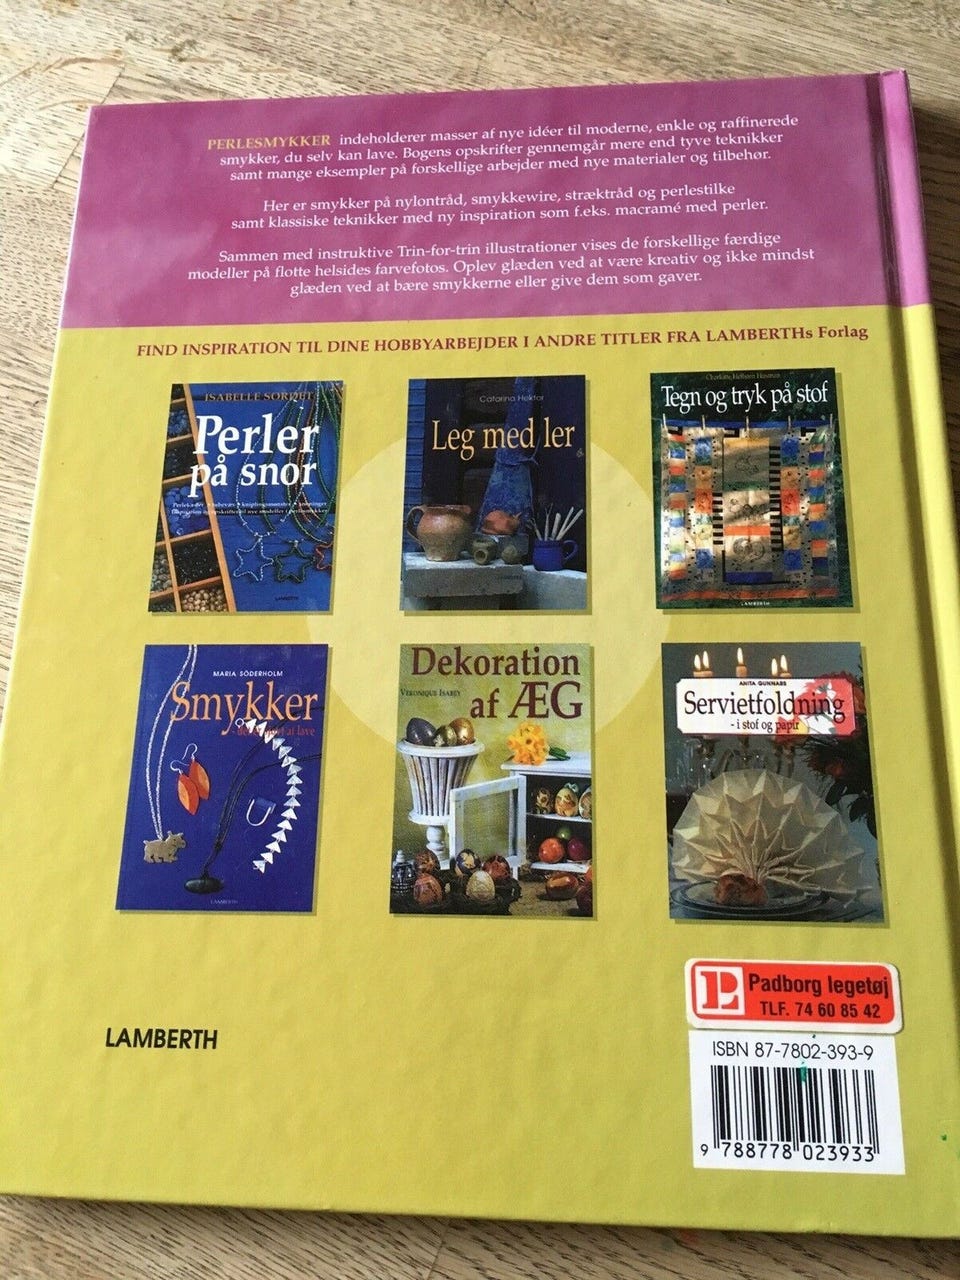 PERLESMYKKER indeholderer masser af nye idéer til moderne, enkle og raffinerede
smykker, du selv kan lave. Bogens opskrifter gennemgår mere end tyve teknikker
samt mange eksempler på forskellige arbejder med nye materialer og tilbehør.
Her er smykker på nylontråd, smykkewire, stræktråd og perlestilke
samt klassiske teknikker med ny inspiration som f.eks. macramé med perler.
Sammen med instruktive Trin-for-trin illustrationer vises de forskellige færdige
modeller på flotte helsides farvefotos. Oplev glæden ved at være kreativ og ikke mindst
glæden ved at bære smykkerne eller give dem som gaver.
FIND INSPIRATION TIL DINE HOBBYARBEJDER I ANDRE TITLER FRA LAMBERTHs Forlag
ISABELLE SORDET
Perler
på snor
LAMBERTH
Catarina Hektor
Leg med ler
LAMBERTH
Tegn og tryk på stof
LAMBERTH
MARIA SÖDERHOLM
Smykker
LAMBERTH
Dekoration
VERONIQUE ISABEY
af ÆG
ANITA GUNNARS
Servietfoldning
- i stof og papir
LAMBERTH
PL
Padborg legetøj
TLF. 74 60 85 42
ISBN 87-7802-393-9
9 788778 023933